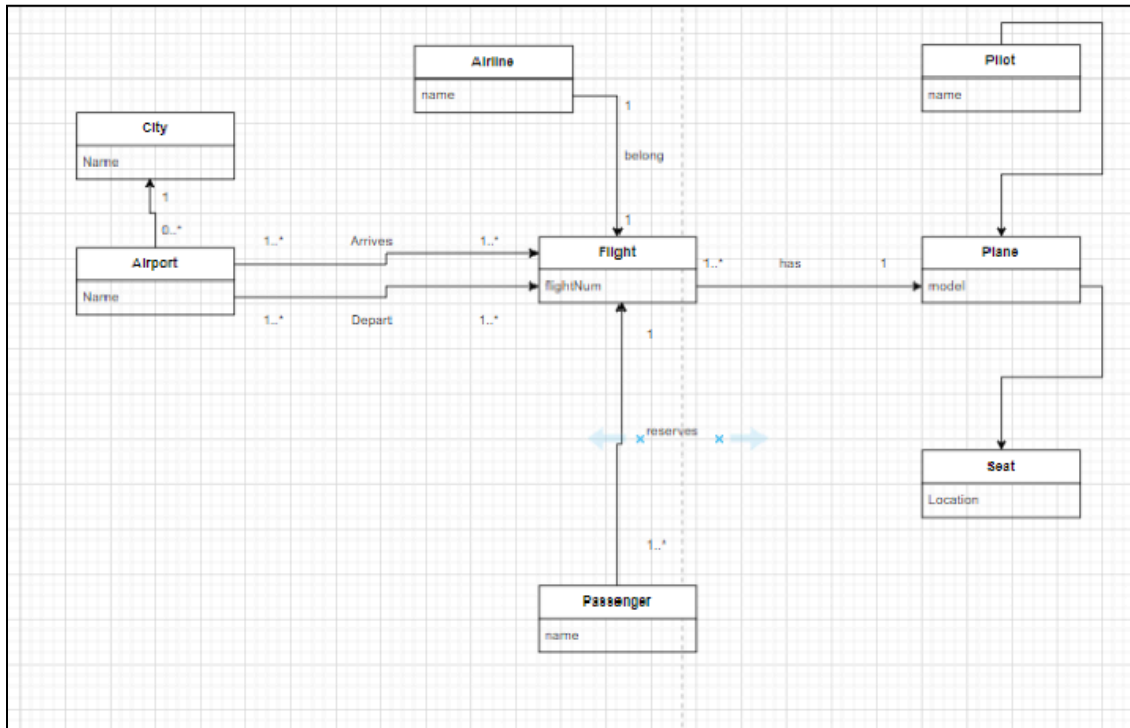 Airline
name
Pilot
name
City
Name
1
belong
1
1
0..*
Airport
Name
1..*
Arrives
1..*
1..*
Depart
1..*
Flight
flightNum
1..*
has
1
Plane
model
1
reserves
1..*
Seat
Location
Passenger
name